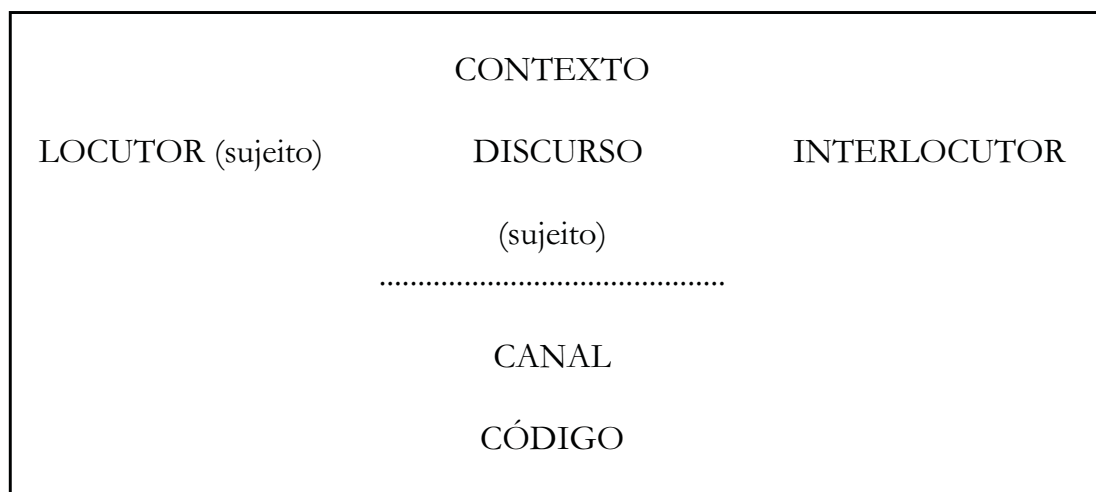 CONTEXTO
LOCUTOR (sujeito) DISCURSO INTERLOCUTOR
(sujeito)
.............................................
CANAL
CÓDIGO